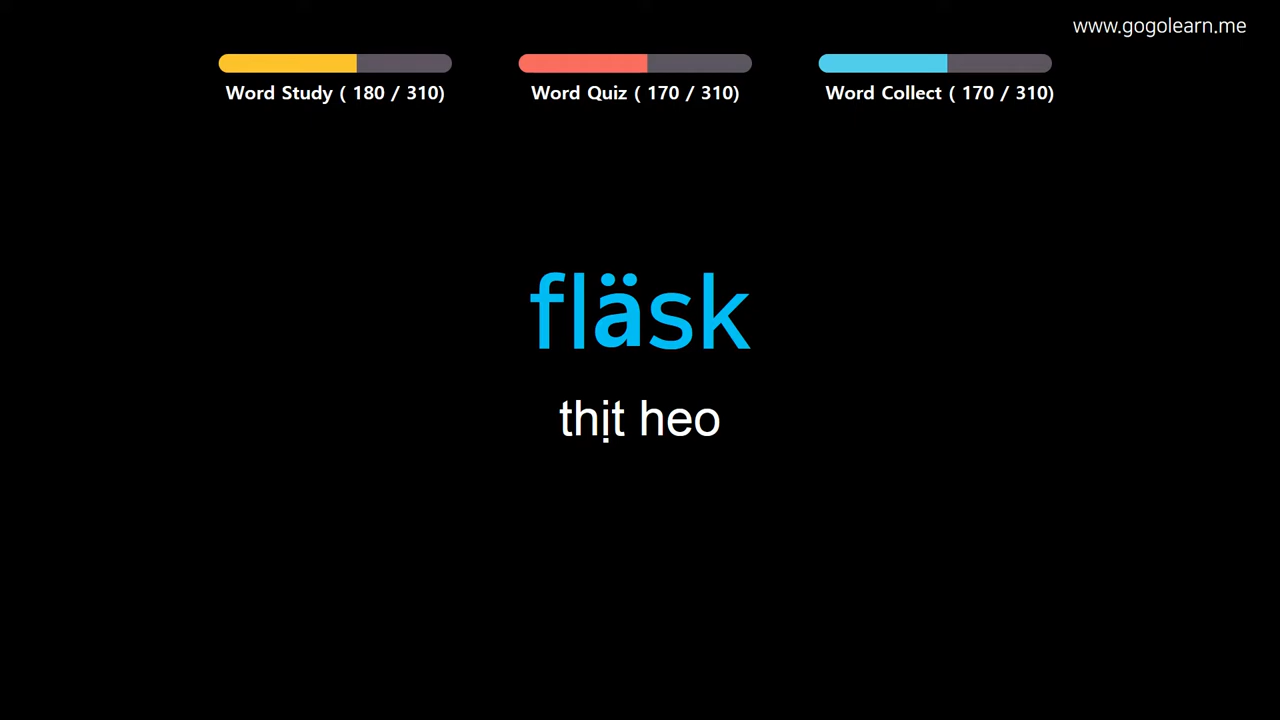 www.gogolearn.me
Word Study ( 180 / 310)
Word Quiz ( 170 / 310)
Word Collect ( 170 / 310)
fläsk
thịt heo